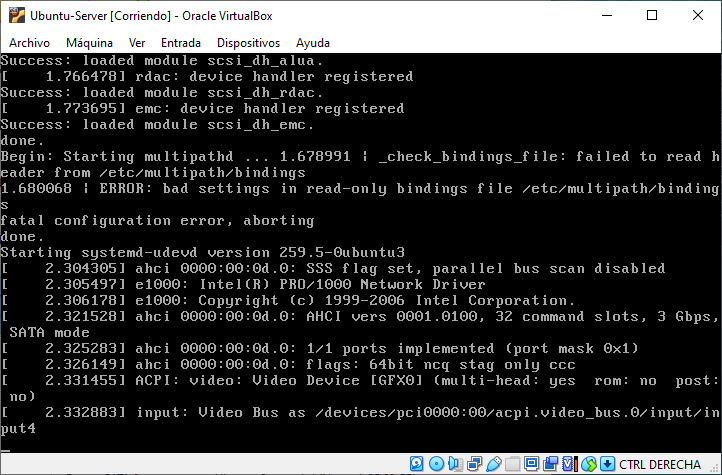 Ubuntu-Server [Corriendo] - Oracle VirtualBox
Archivo Máquina Ver Entrada Dispositivos Ayuda
Success: loaded module scsi_dh_alua.
[    1.766478] rdac: device handler registered
Success: loaded module scsi_dh_rdac.
[    1.773695] emc: device handler registered
Success: loaded module scsi_dh_emc.
done.
Begin: Starting multipathd ... 1.678991 | _check_bindings_file: failed to read h
eader from /etc/multipath/bindings
1.680068 | ERROR: bad settings in read-only bindings file /etc/multipath/binding
s
fatal configuration error, aborting
done.
Starting systemd-udevd version 259.5-0ubuntu3
[    2.304305] ahci 0000:00:0d.0: SSS flag set, parallel bus scan disabled
[    2.305497] e1000: Intel(R) PRO/1000 Network Driver
[    2.306178] e1000: Copyright (c) 1999-2006 Intel Corporation.
[    2.321528] ahci 0000:00:0d.0: AHCI vers 0001.0100, 32 command slots, 3 Gbps,
 SATA mode
[    2.325283] ahci 0000:00:0d.0: 1/1 ports implemented (port mask 0x1)
[    2.326149] ahci 0000:00:0d.0: flags: 64bit ncq stag only ccc
[    2.331455] ACPI: video: Video Device [GFX0] (multi-head: yes  rom: no  post:
 no)
[    2.332883] input: Video Bus as /devices/pci0000:00/acpi.video_bus.0/input/in
put4
CTRL DERECHA